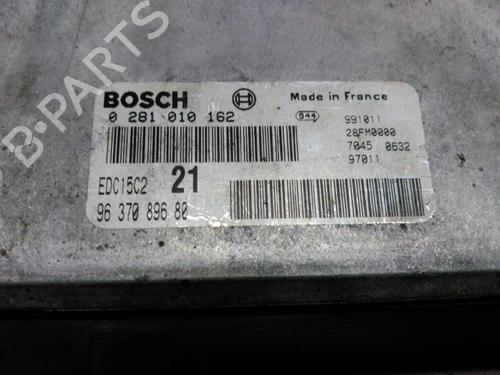 B-PARTS
BOSCH
Made in France
0 281 010 162
944
991011
28FM0000
7045 0632
97011
EDC15C2 21
96 370 896 80